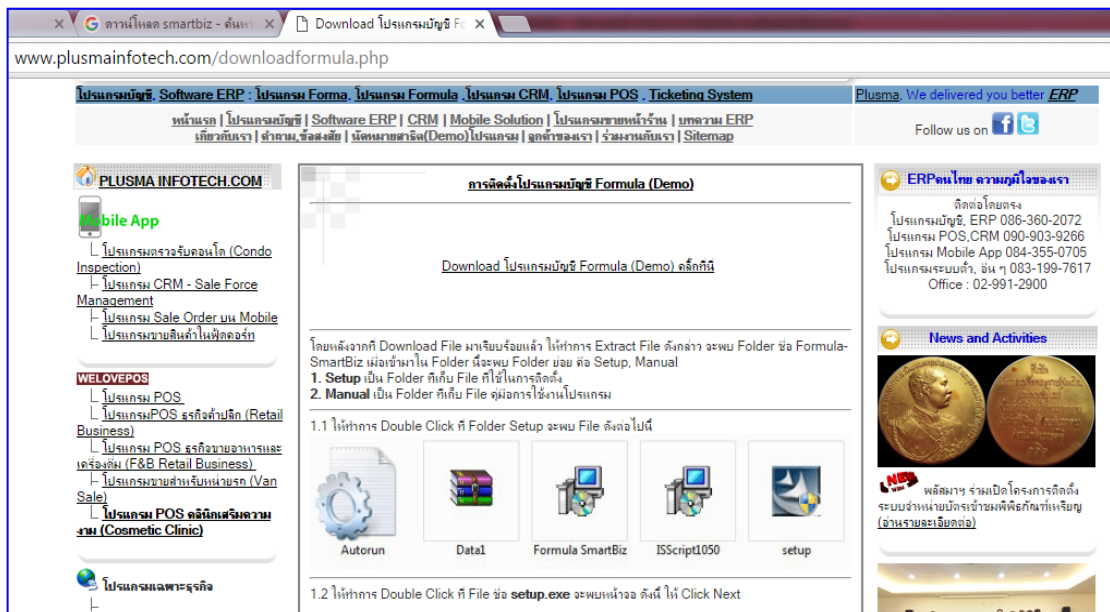 ดาวน์โหลด smartbiz - ค้นหา
Download โปรแกรมบัญชี Fo
www.plusmainfotech.com/downloadformula.php
โปรแกรมบัญชี, Software ERP : โปรแกรม Forma, โปรแกรม Formula ,โปรแกรม CRM, โปรแกรม POS , Ticketing System
Plusma, We delivered you better ERP
หน้าแรก | โปรแกรมบัญชี | Software ERP | CRM | Mobile Solution | โปรแกรมขายหน้าร้าน | บทความ ERP
เกี่ยวกับเรา | คำถาม,ข้อสงสัย | นัดหมายสาธิต(Demo)โปรแกรม | ลูกค้าของเรา | ร่วมงานกับเรา | Sitemap
Follow us on
PLUSMA INFOTECH.COM
Mobile App
โปรแกรมตรวจรับคอนโด (Condo
Inspection)
โปรแกรม CRM - Sale Force
Management
โปรแกรม Sale Order บน Mobile
โปรแกรมขายสินค้าในฟู้ดคอร์ท
WELOVEPOS
โปรแกรม POS
โปรแกรมPOS ธุรกิจค้าปลีก (Retail
Business)
โปรแกรม POS ธุรกิจขายอาหารและ
เครื่องดื่ม (F&B Retail Business)
โปรแกรมขายสำหรับหน่วยรถ (Van
Sale)
โปรแกรม POS คลินิกเสริมความ
งาม (Cosmetic Clinic)
โปรแกรมเฉพาะธุรกิจ
การติดตั้งโปรแกรมบัญชี Formula (Demo)
Download โปรแกรมบัญชี Formula (Demo) คลิ๊กที่นี่
โดยหลังจากที่ Download File มาเรียบร้อยแล้ว ให้ทำการ Extract File ดังกล่าว จะพบ Folder ชื่อ Formula-
SmartBiz เมื่อเข้ามาใน Folder นี้จะพบ Folder ย่อย คือ Setup, Manual
1. Setup เป็น Folder ที่เก็บ File ที่ใช้ในการติดตั้ง
2. Manual เป็น Folder ที่เก็บ File คู่มือการใช้งานโปรแกรม
1.1 ให้ทำการ Double Click ที่ Folder Setup จะพบ File ดังต่อไปนี้
Autorun
Data1
Formula SmartBiz
ISScript1050
setup
1.2 ให้ทำการ Double Click ที่ File ชื่อ setup.exe จะพบหน้าจอ ดังนี้ ให้ Click Next
ERPคนไทย ความภูมิใจของเรา
ติดต่อโดยตรง
โปรแกรมบัญชี, ERP 086-360-2072
โปรแกรม POS,CRM 090-903-9266
โปรแกรม Mobile App 084-355-0705
โปรแกรมระบบตั๋ว, อื่น ๆ 083-199-7617
Office : 02-991-2900
News and Activities
NEW
พลัสมาฯ ร่วมเปิดโครงการติดตั้ง
ระบบจำหน่ายบัตรเข้าชมพิพิธภัณฑ์เหรียญ
(อ่านรายละเอียดต่อ)